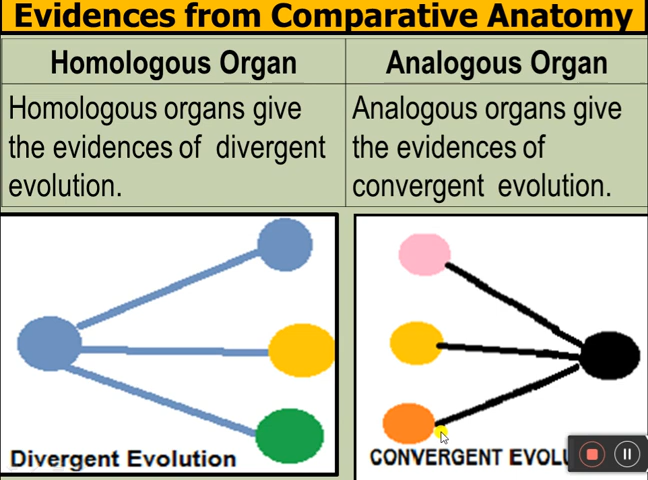 Evidences from Comparative Anatomy
Homologous Organ
Analogous Organ
Homologous organs give
the evidences of divergent
evolution.
Analogous organs give
the evidences of
convergent evolution.
Divergent Evolution
CONVERGENT EVOLU